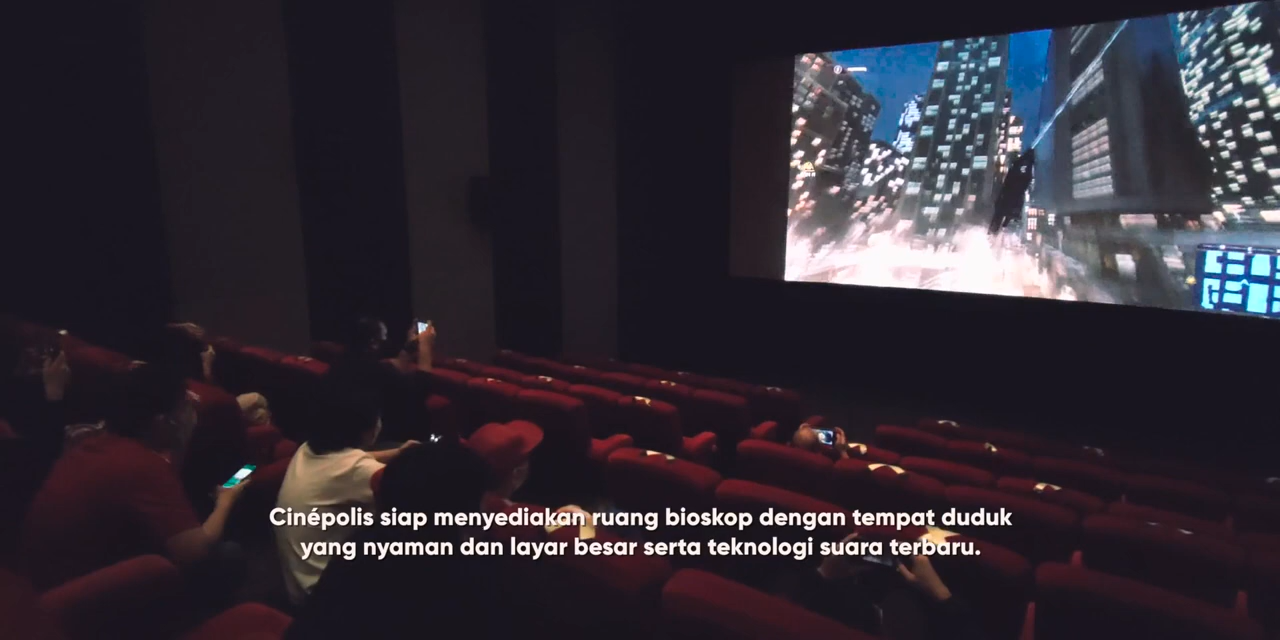 Cinépolis siap menyediakan ruang bioskop dengan tempat duduk
yang nyaman dan layar besar serta teknologi suara terbaru.